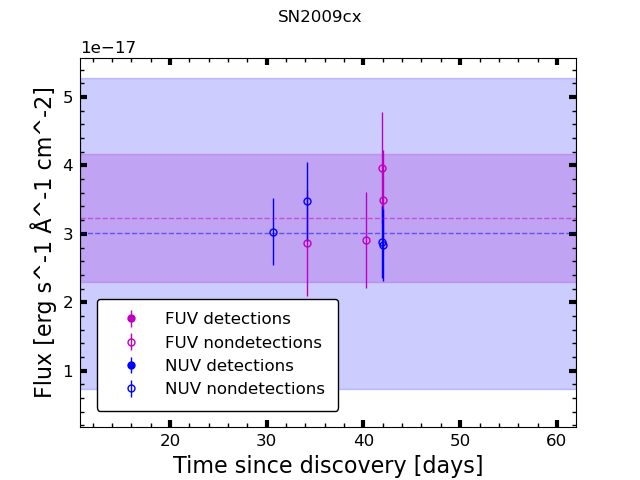 SN2009cx
1e−17
5
4
3
2
1
Flux [erg s^-1 Å^-1 cm^-2]
FUV detections
FUV nondetections
NUV detections
NUV nondetections
20
30
40
50
60
Time since discovery [days]